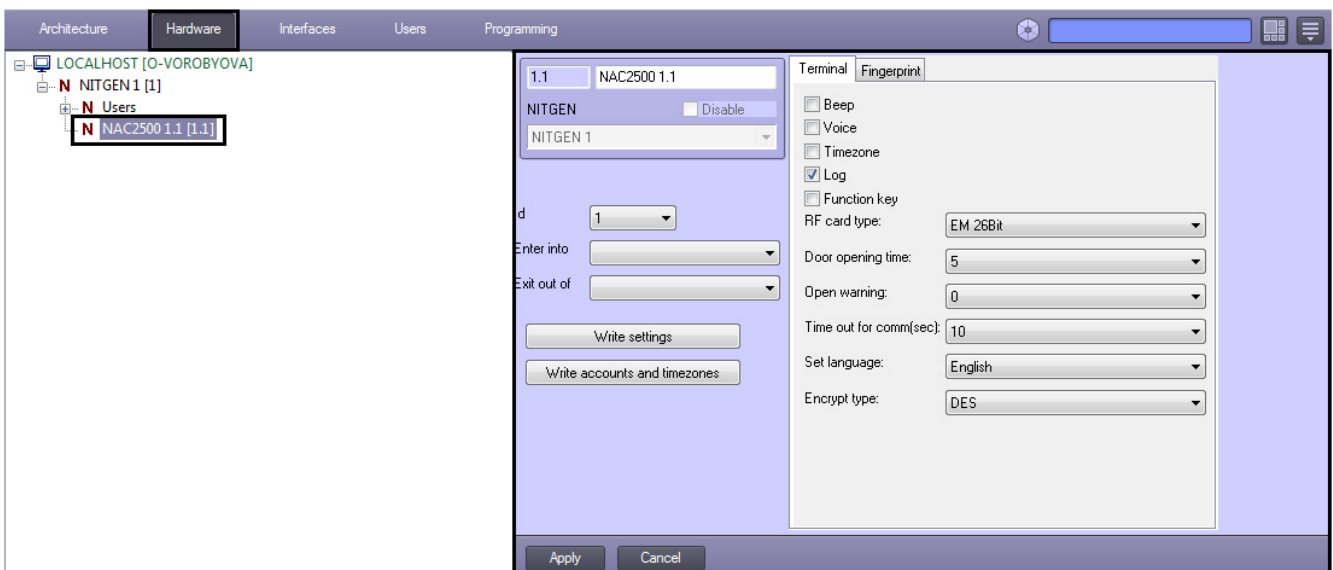 Architecture Hardware Interfaces Users Programming
LOCALHOST [O-VOROBYOVA]
N NITGEN 1 [1]
N Users
N NAC2500 1.1 [1.1]
1.1 NAC2500 1.1
NITGEN Disable
NITGEN 1
d 1
Enter into
Exit out of
Write settings
Write accounts and timezones
Terminal Fingerprint
Beep
Voice
Timezone
Log
Function key
RF card type: EM 26Bit
Door opening time: 5
Open warning: 0
Time out for comm(sec): 10
Set language: English
Encrypt type: DES
Apply Cancel